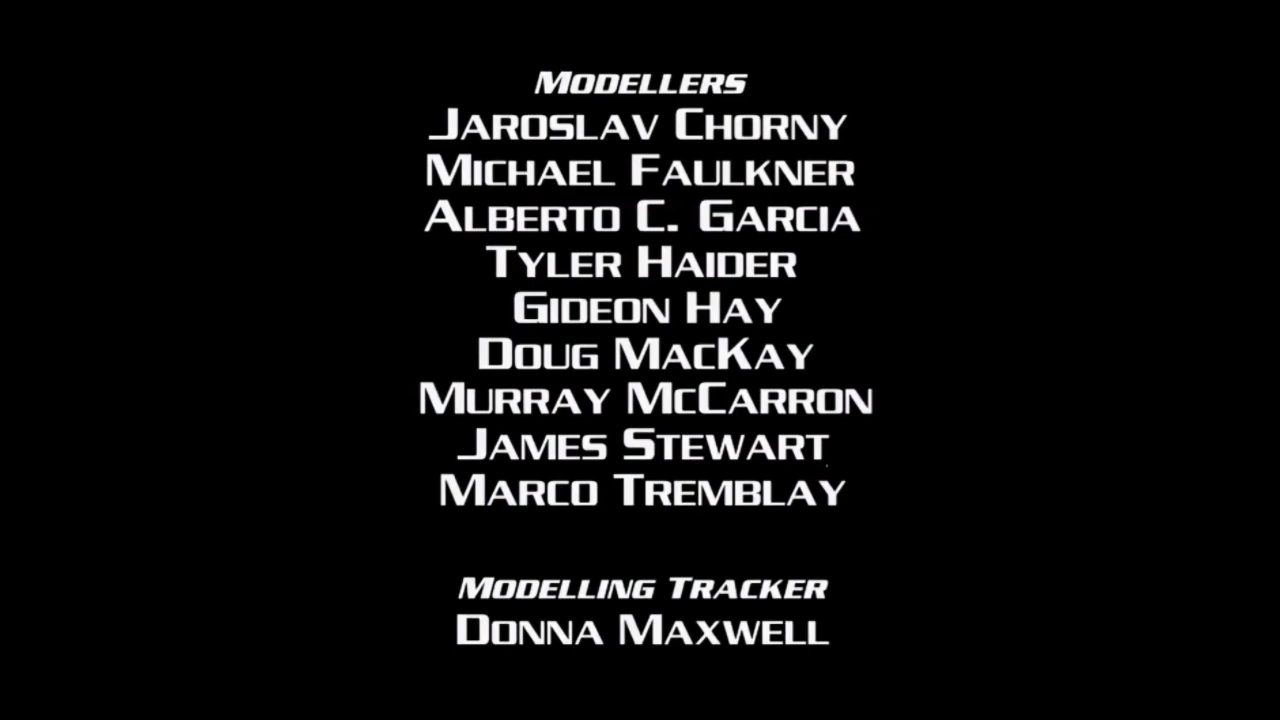 Modellers
Jaroslav Chorny
Michael Faulkner
Alberto C. Garcia
Tyler Haider
Gideon Hay
Doug MacKay
Murray McCarron
James Stewart
Marco Tremblay
Modelling Tracker
Donna Maxwell